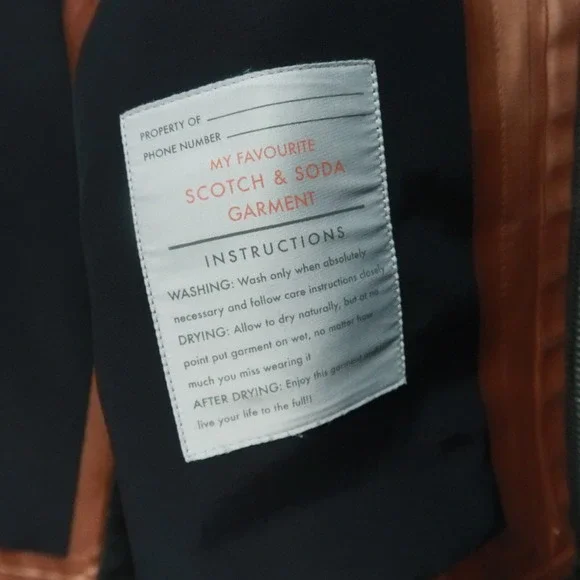 PROPERTY OF
PHONE NUMBER
MY FAVOURITE
SCOTCH & SODA
GARMENT
INSTRUCTIONS
WASHING: Wash only when absolutely
necessary and follow care instructions closely
DRYING: Allow to dry naturally, but at no
point put garment on wet, no matter how
much you miss wearing it
AFTER DRYING: Enjoy this garment
live your life to the full!!